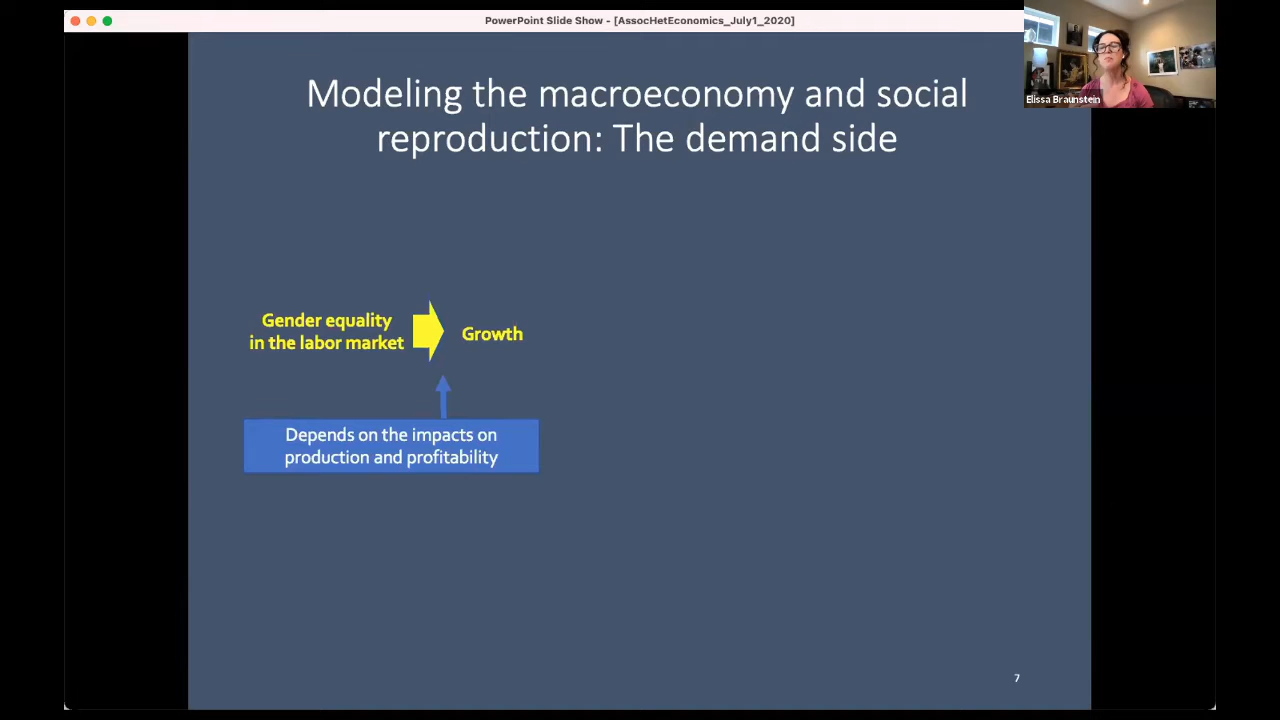 PowerPoint Slide Show - [AssocHetEconomics_July1_2020]
Elissa Braunstein
Modeling the macroeconomy and social
reproduction: The demand side
Gender equality
in the labor market
Growth
Depends on the impacts on
production and profitability
7